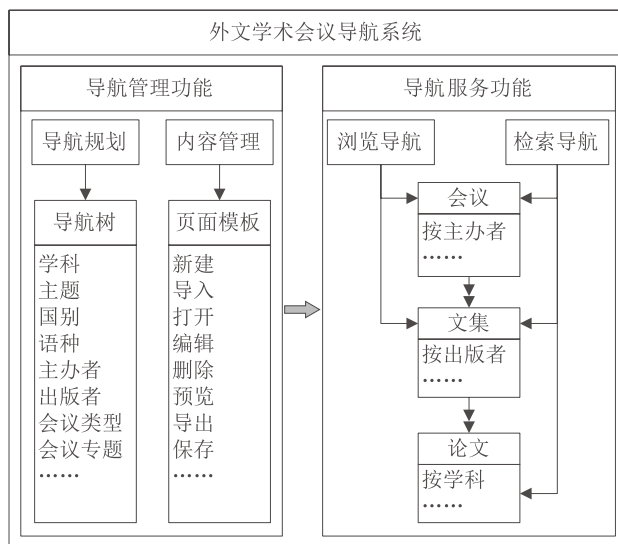 外文学术会议导航系统
导航管理功能
导航规划
内容管理
导航树
学科
主题
国别
语种
主办者
出版者
会议类型
会议专题
……
页面模板
新建
导入
打开
编辑
删除
预览
导出
保存
……
导航服务功能
浏览导航
检索导航
会议
按主办者
……
文集
按出版者
……
论文
按学科
……